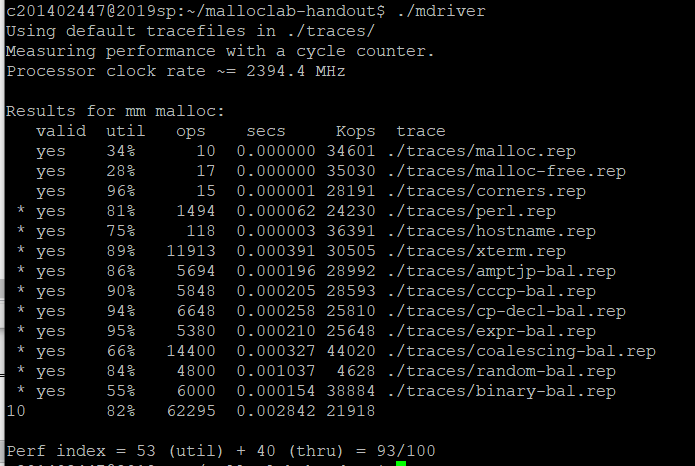 c201402447@2019sp:~/malloclab-handout$ ./mdriver
Using default tracefiles in ./traces/
Measuring performance with a cycle counter.
Processor clock rate ~= 2394.4 MHz

Results for mm malloc:
   valid  util   ops    secs     Kops  trace
   yes    34%      10  0.000000 34601 ./traces/malloc.rep
   yes    28%      17  0.000000 35030 ./traces/malloc-free.rep
   yes    96%      15  0.000001 28191 ./traces/corners.rep
 * yes    81%    1494  0.000062 24230 ./traces/perl.rep
 * yes    75%     118  0.000003 36391 ./traces/hostname.rep
 * yes    89%   11913  0.000391 30505 ./traces/xterm.rep
 * yes    86%    5694  0.000196 28992 ./traces/amptjp-bal.rep
 * yes    90%    5848  0.000205 28593 ./traces/cccp-bal.rep
 * yes    94%    6648  0.000258 25810 ./traces/cp-decl-bal.rep
 * yes    95%    5380  0.000210 25648 ./traces/expr-bal.rep
 * yes    66%   14400  0.000327 44020 ./traces/coalescing-bal.rep
 * yes    84%    4800  0.001037  4628 ./traces/random-bal.rep
 * yes    55%    6000  0.000154 38884 ./traces/binary-bal.rep
10        82%   62295  0.002842 21918

Perf index = 53 (util) + 40 (thru) = 93/100